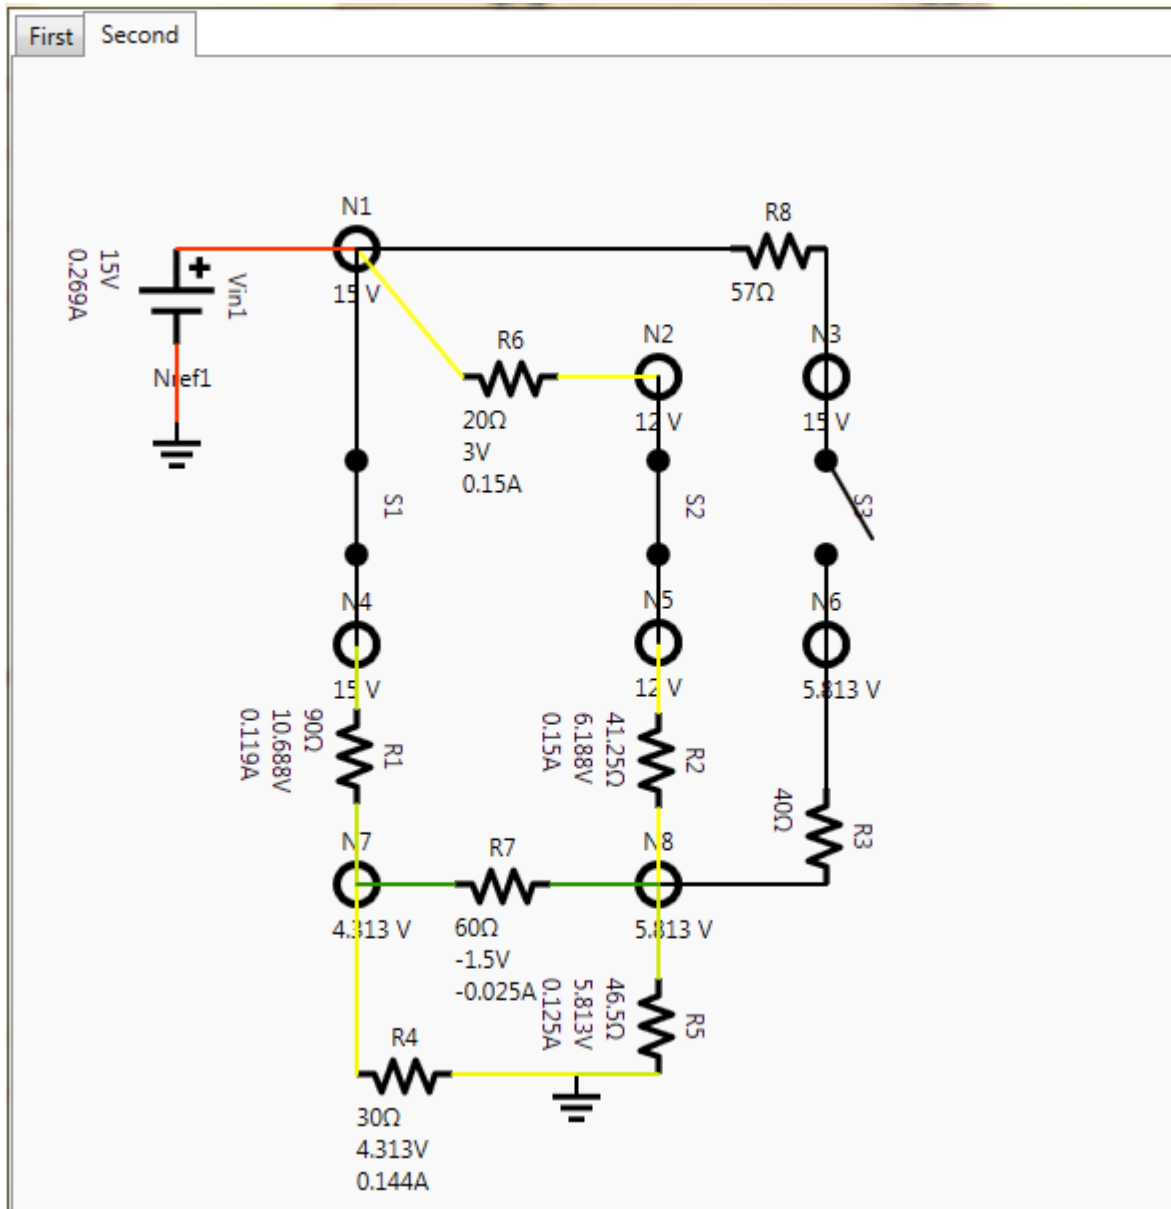 First
Second
N1
15 V
15V
0.269A
Vin1
Nref1
R8
57Ω
R6
20Ω
3V
0.15A
N2
12 V
N3
15 V
S1
S2
N4
15 V
N5
12 V
N6
5.813 V
90Ω
10.688V
0.119A
R1
41.25Ω
6.188V
0.15A
R2
40Ω
R3
N7
4.313 V
R7
60Ω
-1.5V
-0.025A
N8
5.813 V
46.5Ω
5.813V
0.125A
R5
R4
30Ω
4.313V
0.144A